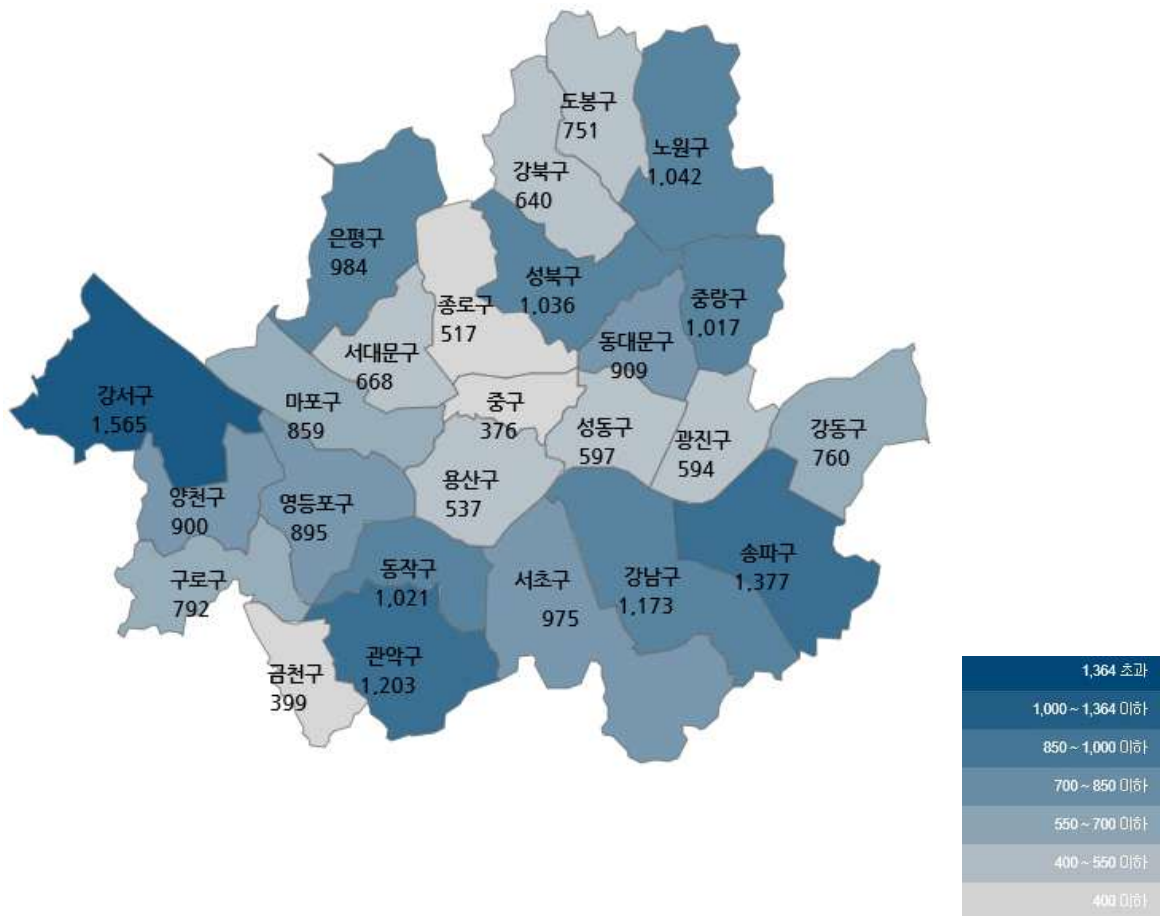 도봉구
751
노원구
1,042
강북구
640
은평구
984
성북구
1,036
중랑구
1,017
종로구
517
동대문구
909
서대문구
668
강서구
1,565
마포구
859
중구
376
성동구
597
광진구
594
강동구
760
용산구
537
양천구
900
영등포구
895
송파구
1,377
동작구
1,021
서초구
975
강남구
1,173
구로구
792
관악구
1,203
금천구
399
1,364 초과
1,000 ~ 1,364 이하
850 ~ 1,000 이하
700 ~ 850 이하
550 ~ 700 이하
400 ~ 550 이하
400 이하